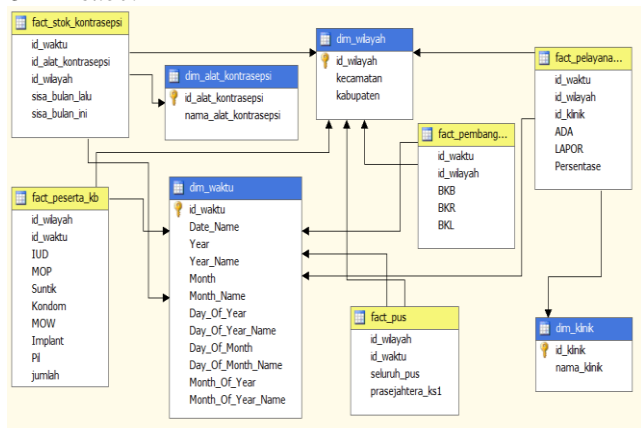 fact_stok_kontrasepsi
id_waktu
id_alat_kontrasepsi
id_wilayah
sisa_bulan_lalu
sisa_bulan_ini
dim_alat_kontrasepsi
id_alat_kontrasepsi
nama_alat_kontrasepsi
dim_wilayah
id_wilayah
kecamatan
kabupaten
fact_pelayana...
id_waktu
id_wilayah
id_klinik
ADA
LAPOR
Persentase
fact_pembang...
id_waktu
id_wilayah
BKB
BKR
BKL
fact_peserta_kb
id_wilayah
id_waktu
IUD
MOP
Suntik
Kondom
MOW
Implant
Pil
jumlah
dim_waktu
id_waktu
Date_Name
Year
Year_Name
Month
Month_Name
Day_Of_Year
Day_Of_Year_Name
Day_Of_Month
Day_Of_Month_Name
Month_Of_Year
Month_Of_Year_Name
fact_pus
id_wilayah
id_waktu
seluruh_pus
prasejahtera_ks1
dim_klinik
id_klinik
nama_klinik